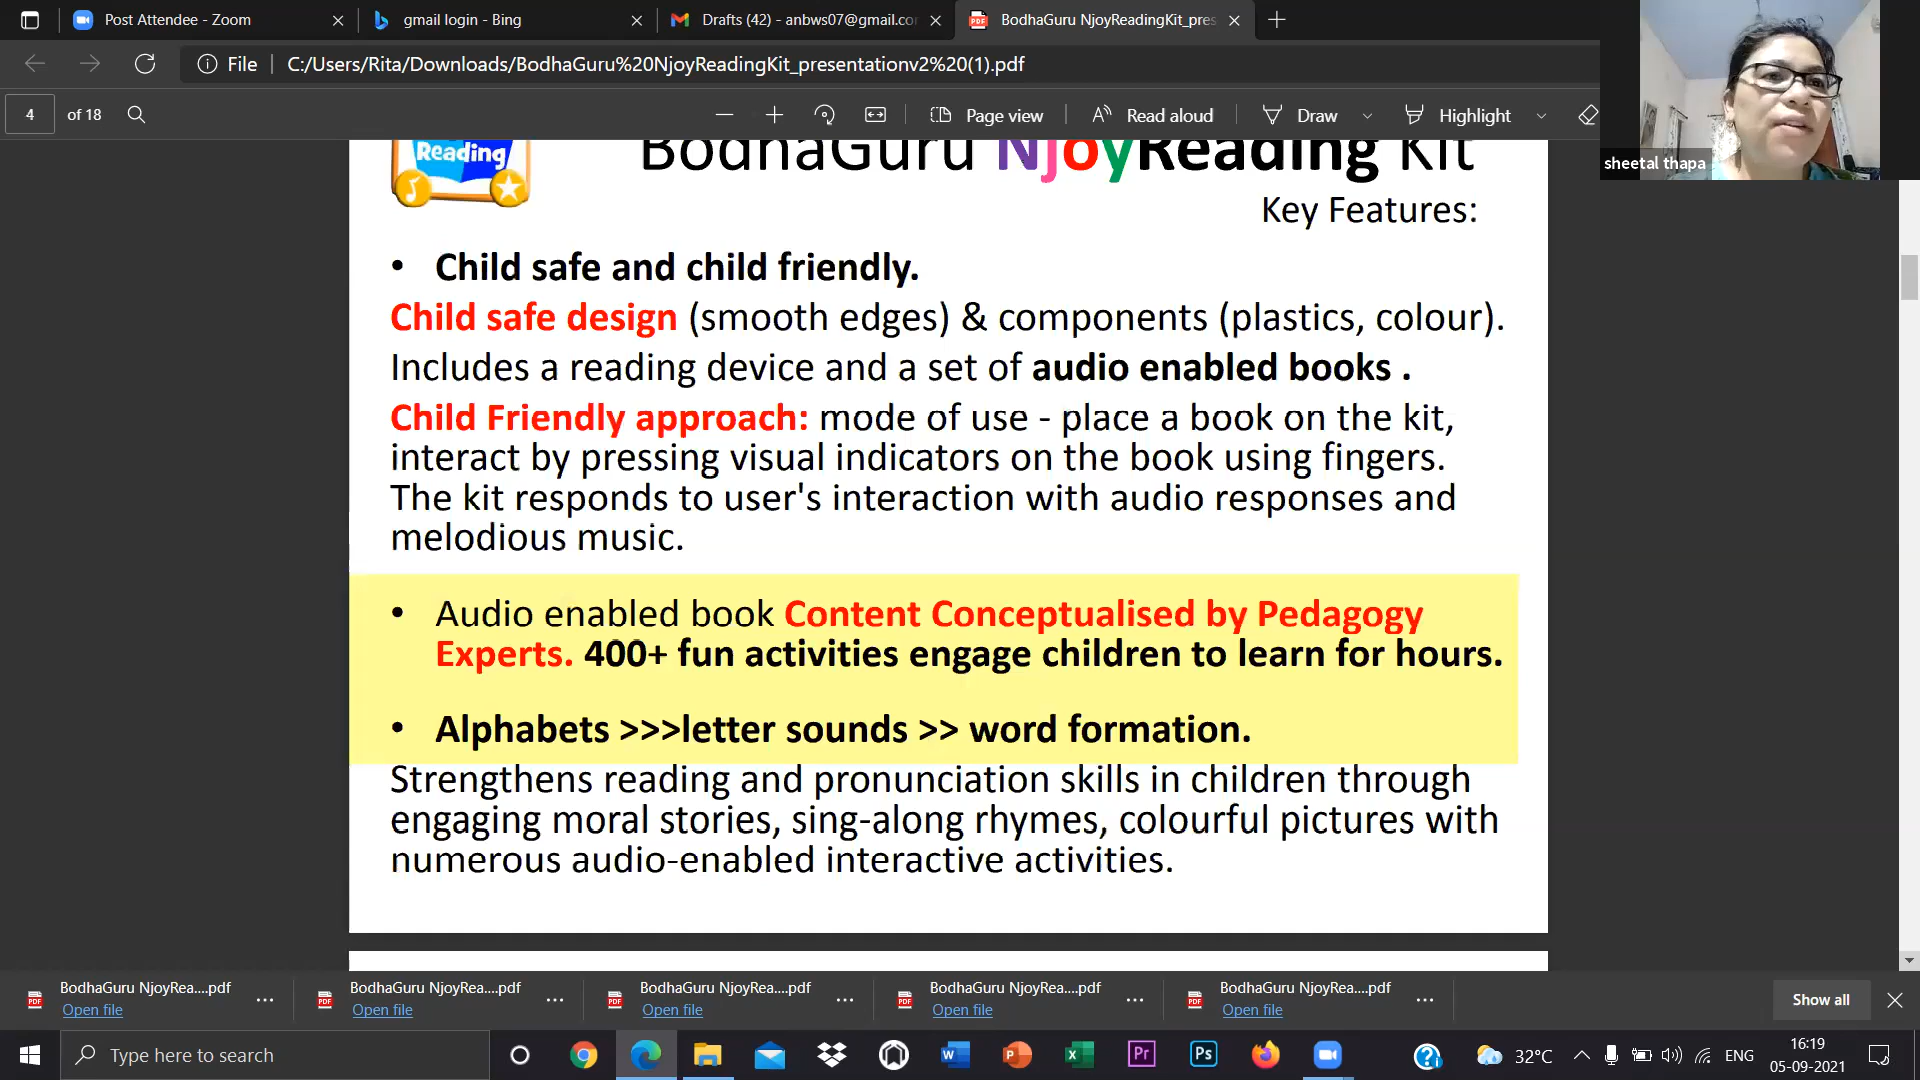 Post Attendee - Zoom
gmail login - Bing
Drafts (42) - anbws07@gmail.co
BodhaGuru NjoyReadingKit_pres
File
C:/Users/Rita/Downloads/BodhaGuru%20NjoyReadingKit_presentationv2%20(1).pdf
4 of 18
Page view
Read aloud
Draw
Highlight
sheetal thapa
Reading
BodhaGuru NjoyReading Kit
Key Features:
• Child safe and child friendly.
Child safe design (smooth edges) & components (plastics, colour).
Includes a reading device and a set of audio enabled books .
Child Friendly approach: mode of use - place a book on the kit,
interact by pressing visual indicators on the book using fingers.
The kit responds to user's interaction with audio responses and
melodious music.
• Audio enabled book Content Conceptualised by Pedagogy
Experts. 400+ fun activities engage children to learn for hours.
• Alphabets >>>letter sounds >> word formation.
Strengthens reading and pronunciation skills in children through
engaging moral stories, sing-along rhymes, colourful pictures with
numerous audio-enabled interactive activities.
BodhaGuru NjoyRea....pdf
Open file
BodhaGuru NjoyRea....pdf
Open file
BodhaGuru NjoyRea....pdf
Open file
BodhaGuru NjoyRea....pdf
Open file
BodhaGuru NjoyRea....pdf
Open file
Show all
Type here to search
32°C
ENG
16:19
05-09-2021